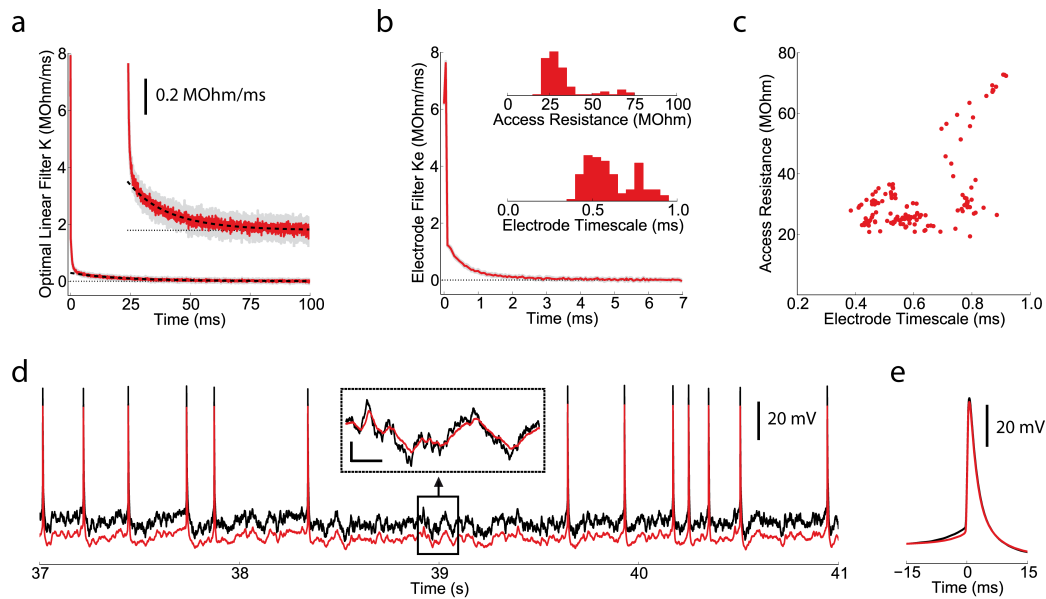 a
Optimal Linear Filter K (MOhm/ms)
8
6
4
2
0
0.2 MOhm/ms
0 25 50 75 100
Time (ms)
b
Electrode Filter Ke (MOhm/ms)
8
6
4
2
0
0 25 50 75 100
Access Resistance (MOhm)
0.0 0.5 1.0
Electrode Timescale (ms)
0 1 2 3 4 5 6 7
Time (ms)
c
Access Resistance (MOhm)
80
60
40
20
0.2 0.4 0.6 0.8 1.0
Electrode Timescale (ms)
d
20 mV
37 38 39 40 41
Time (s)
e
20 mV
−15 0 15
Time (ms)